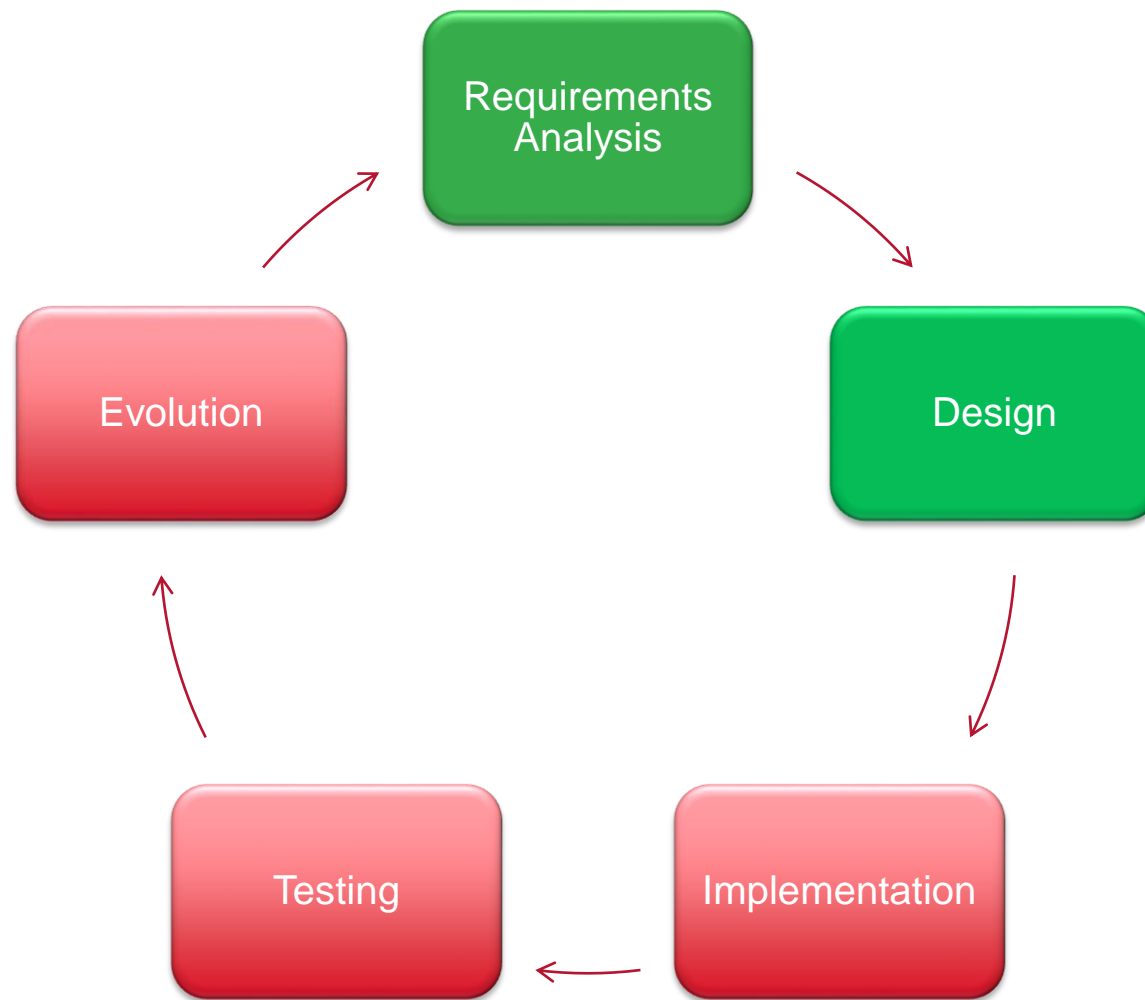 Requirements
Analysis
Design
Implementation
Testing
Evolution